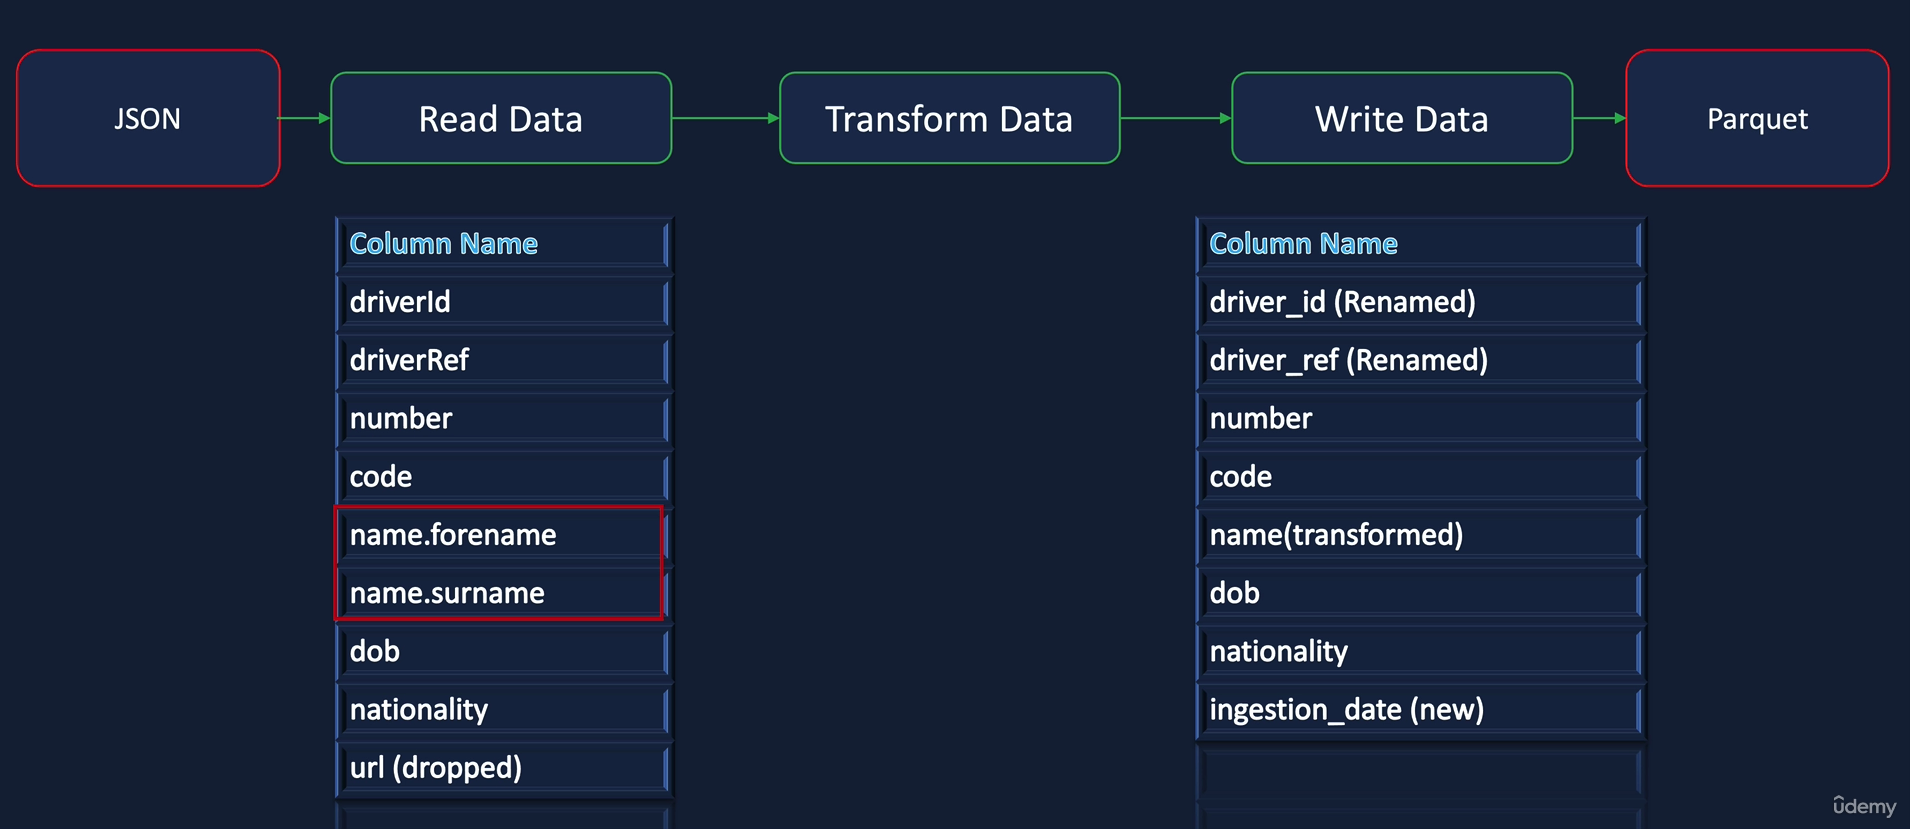 JSON
Read Data
Transform Data
Write Data
Parquet
Column Name
driverId
driverRef
number
code
name.forename
name.surname
dob
nationality
url (dropped)
Column Name
driver_id (Renamed)
driver_ref (Renamed)
number
code
name(transformed)
dob
nationality
ingestion_date (new)
ûdemy